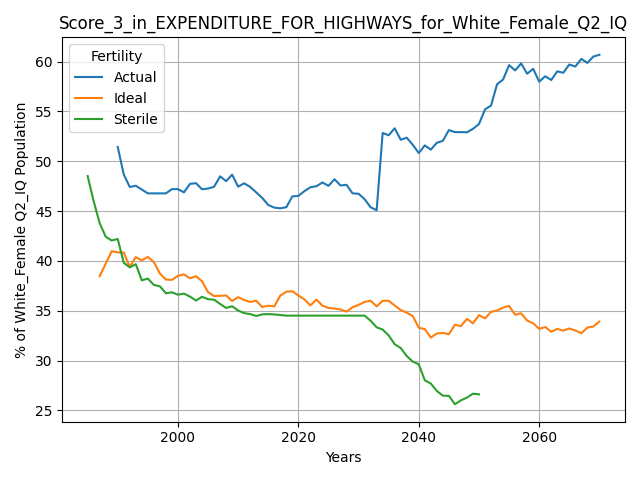 Score_3_in_EXPENDITURE_FOR_HIGHWAYS_for_White_Female_Q2_IQ
Fertility
Actual
Ideal
Sterile
% of White_Female Q2_IQ Population
60
55
50
45
40
35
30
25
2000
2020
2040
2060
Years